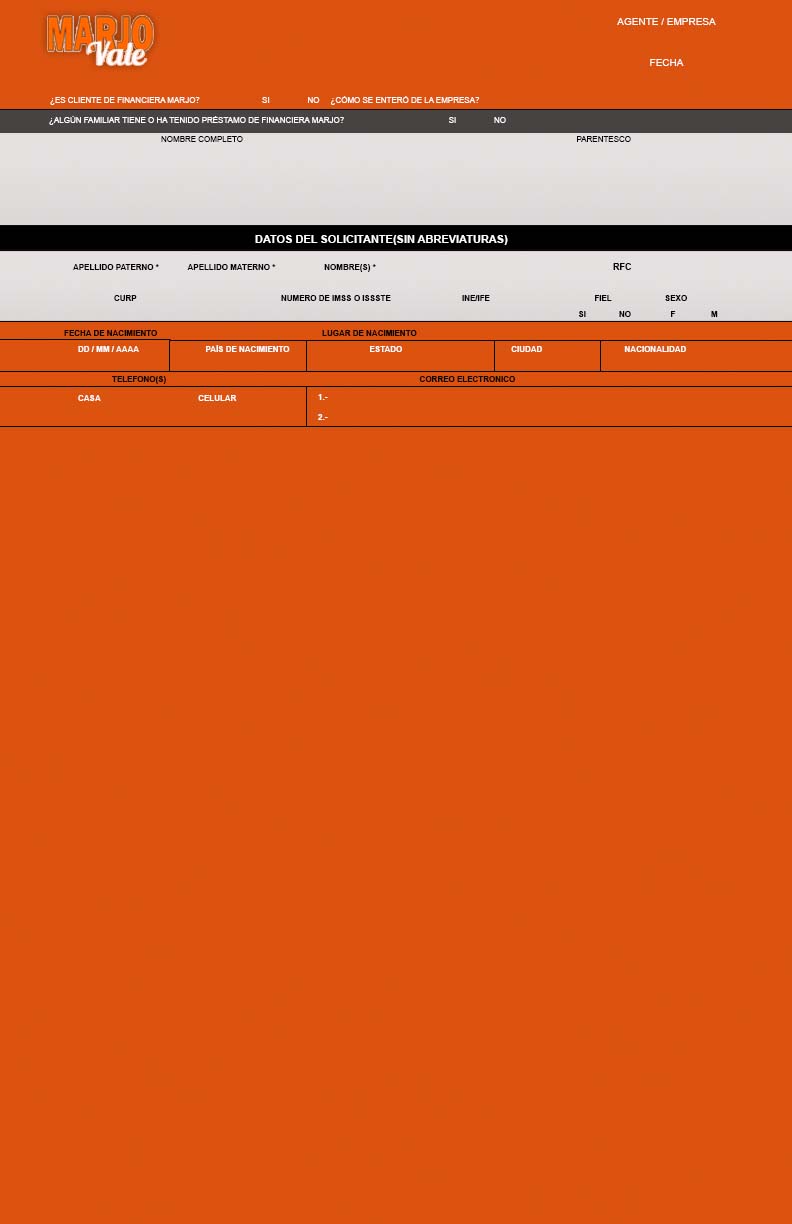 MARJO
Vale
AGENTE / EMPRESA
FECHA
¿ES CLIENTE DE FINANCIERA MARJO? SI NO ¿CÓMO SE ENTERÓ DE LA EMPRESA?
¿ALGÚN FAMILIAR TIENE O HA TENIDO PRÉSTAMO DE FINANCIERA MARJO? SI NO
NOMBRE COMPLETO PARENTESCO
DATOS DEL SOLICITANTE(SIN ABREVIATURAS)
APELLIDO PATERNO * APELLIDO MATERNO * NOMBRE(S) * RFC
CURP NUMERO DE IMSS O ISSSTE INE/IFE FIEL SEXO
SI NO F M
FECHA DE NACIMIENTO LUGAR DE NACIMIENTO
DD / MM / AAAA PAÍS DE NACIMIENTO ESTADO CIUDAD NACIONALIDAD
TELEFONO(S) CORREO ELECTRONICO
CASA CELULAR 1.-
2.-